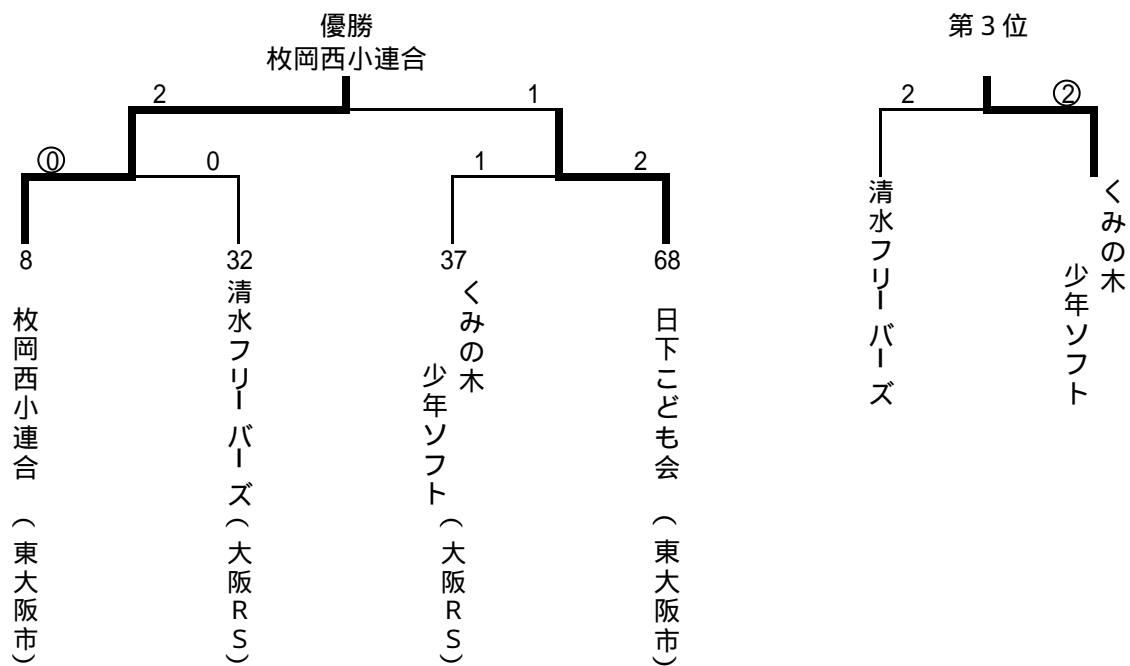 優勝
枚岡西小連合
第3位
2
1
2
②
⓪
0
1
2
8
32
37
68
枚岡西小連合（東大阪市）
清水フリーバーズ（大阪RS）
くみの木
少年ソフト（大阪RS）
日下こども会（東大阪市）
清水フリーバーズ
くみの木
少年ソフト